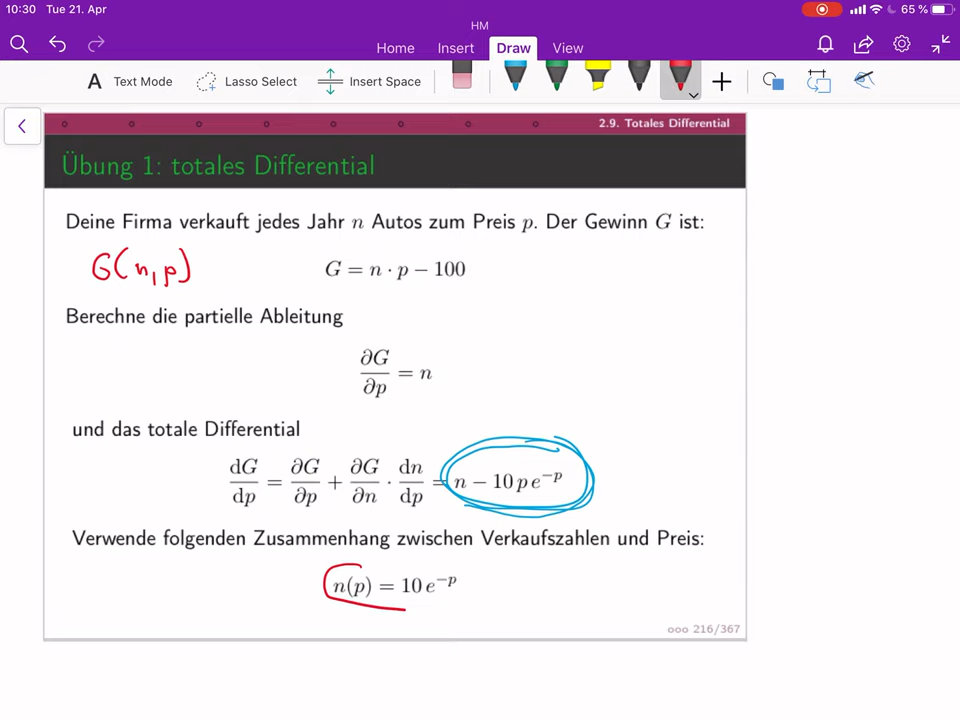 10:30 Tue 21. Apr
65 %
HM
Home Insert Draw View
A Text Mode Lasso Select Insert Space
2.9. Totales Differential
Übung 1: totales Differential
Deine Firma verkauft jedes Jahr n Autos zum Preis p. Der Gewinn G ist:
G(n,p) G = n · p − 100
Berechne die partielle Ableitung
∂G/∂p = n
und das totale Differential
dG/dp = ∂G/∂p + ∂G/∂n · dn/dp = n − 10 p e^−p
Verwende folgenden Zusammenhang zwischen Verkaufszahlen und Preis:
n(p) = 10 e^−p
ooo 216/367